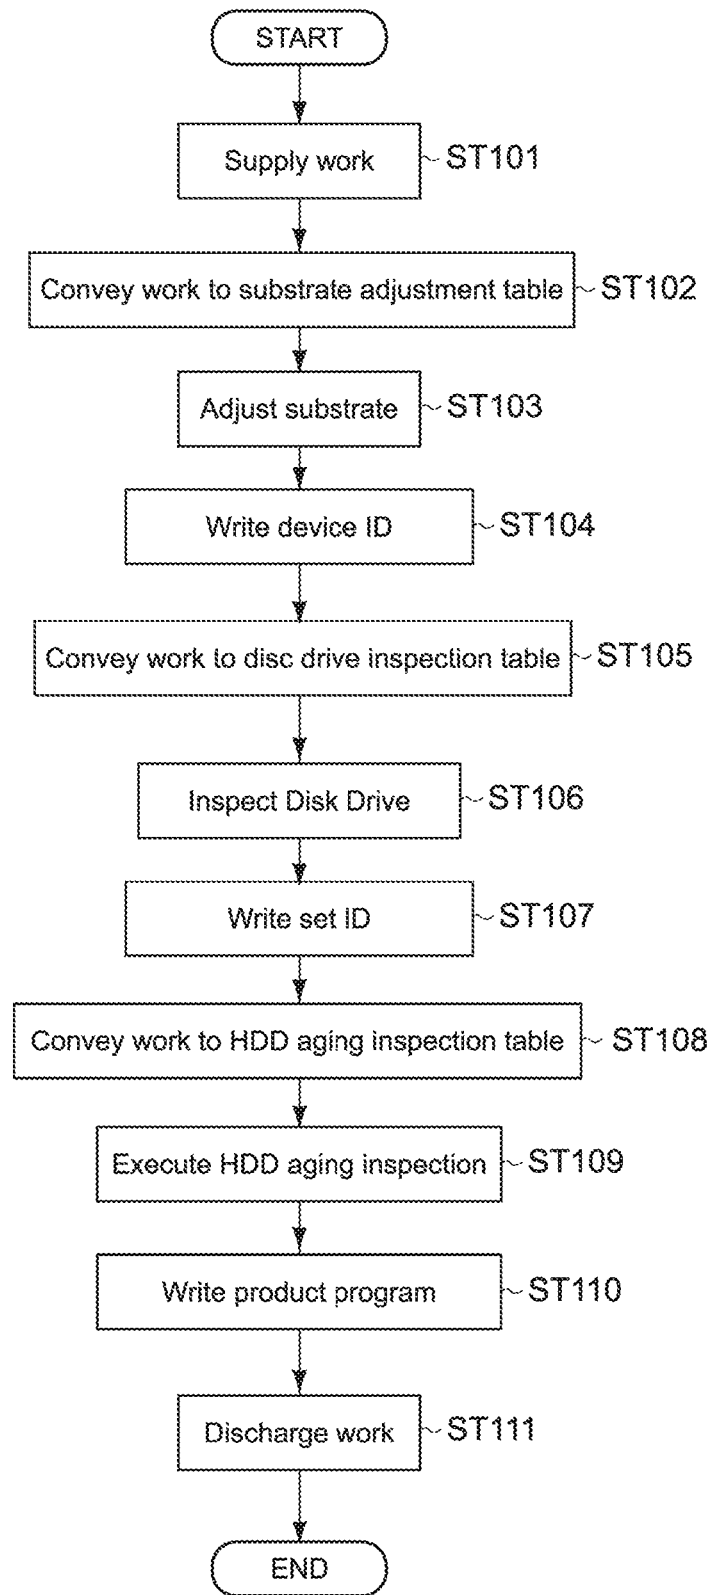 START
Supply work ST101
Convey work to substrate adjustment table ST102
Adjust substrate ST103
Write device ID ST104
Convey work to disc drive inspection table ST105
Inspect Disk Drive ST106
Write set ID ST107
Convey work to HDD aging inspection table ST108
Execute HDD aging inspection ST109
Write product program ST110
Discharge work ST111
END